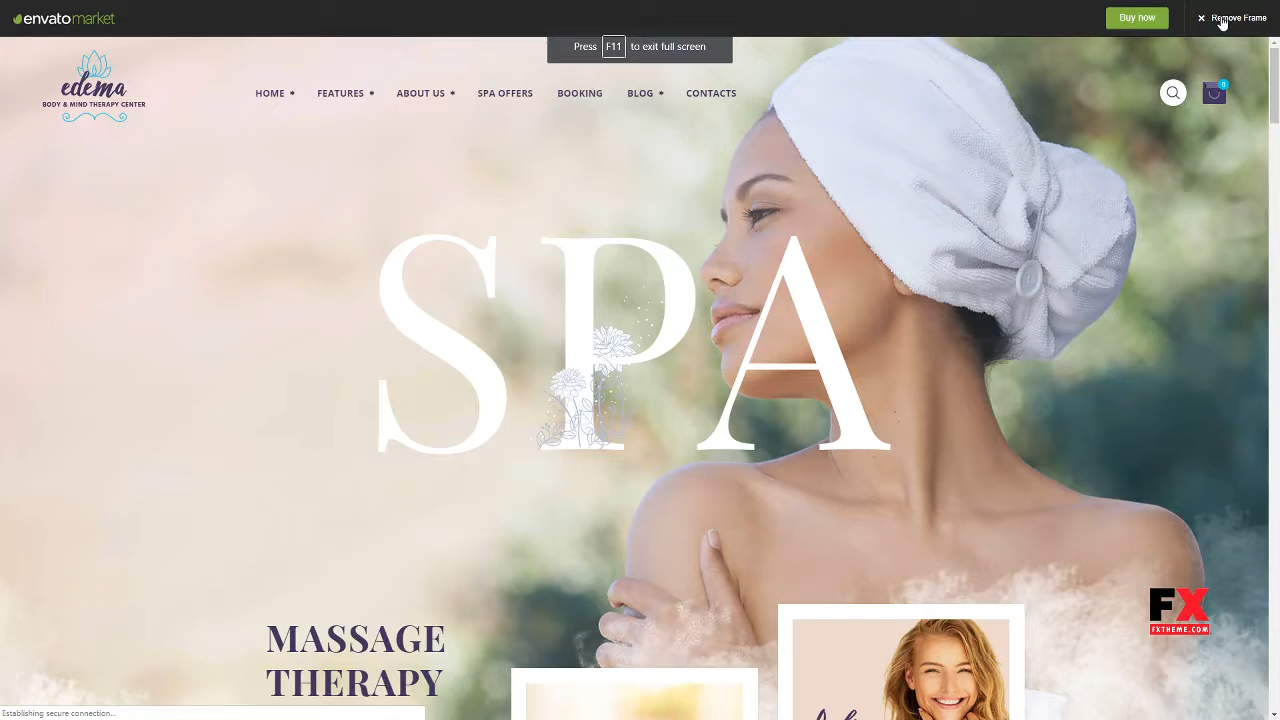 envatomarket
Buy now
Remove Frame
Press F11 to exit full screen
edema
BODY & MIND THERAPY CENTER
HOME
FEATURES
ABOUT US
SPA OFFERS
BOOKING
BLOG
CONTACTS
0
SPA
MASSAGE
THERAPY
FX
FXTHEME.COM
Establishing secure connection...